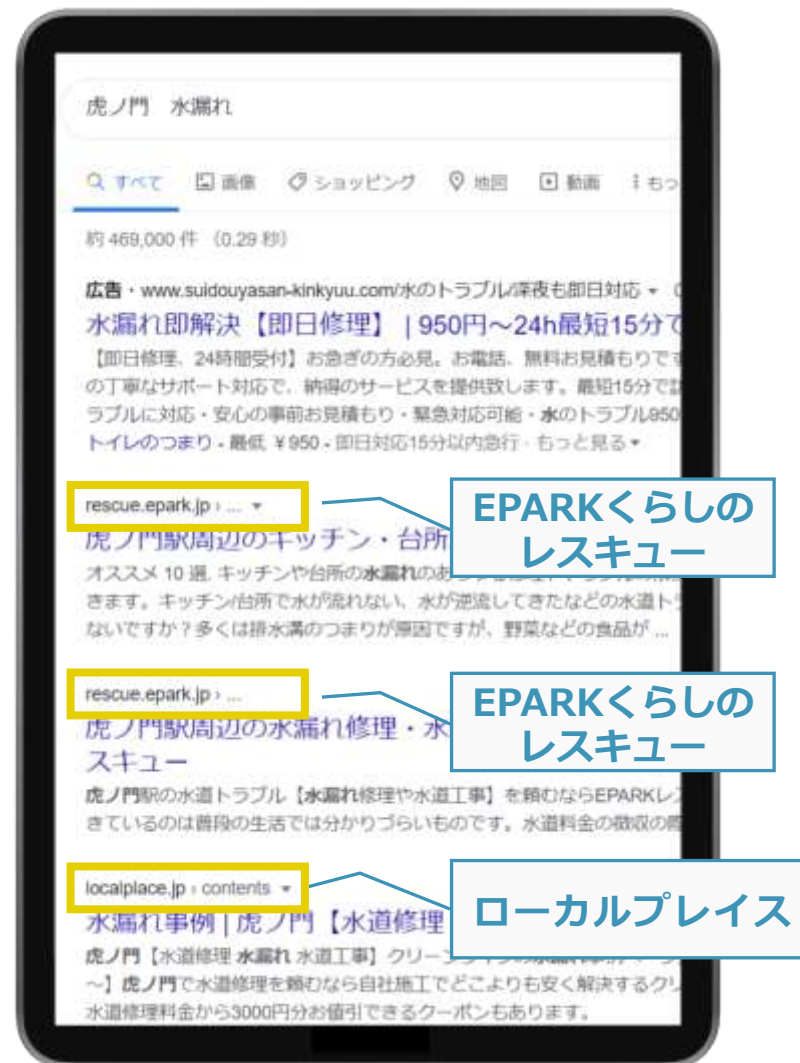 虎ノ門　水漏れ
すべて 画像 ショッピング 地図 動画 もっ
約 469,000 件 （0.29 秒）
広告・www.suidouyasan-kinkyuu.com/水のトラブル/深夜も即日対応
水漏れ即解決【即日修理】 | 950円～24h最短15分で
【即日修理、24時間受付】お急ぎの方必見。お電話、無料お見積もりです
の丁寧なサポート対応で、納得のサービスを提供致します。最短15分で
ラブルに対応・安心の事前お見積もり・緊急対応可能・水のトラブル950
トイレのつまり - 最低 ¥950 - 即日対応15分以内急行・もっと見る
rescue.epark.jp › ...
EPARKくらしの
レスキュー
虎ノ門駅周辺のキッチン・台所
オススメ 10 選. キッチンや台所の水漏れの
きます。キッチン/台所で水が流れない、水が逆流してきたなどの水道ト
ないですか？多くは排水溝のつまりが原因ですが、野菜などの食品が ...
rescue.epark.jp › ...
EPARKくらしの
レスキュー
虎ノ門駅周辺の水漏れ修理・水
スキュー
虎ノ門駅の水道トラブル【水漏れ修理や水道工事】を頼むならEPARKレ
きているのは普段の生活では分かりづらいものです。水道料金の徴収の際
localplace.jp › contents
ローカルプレイス
水漏れ事例 | 虎ノ門【水道修理
虎ノ門【水道修理 水漏れ 水道工事】クリー
～】虎ノ門で水道修理を頼むなら自社施工でどこよりも安く解決するクリ
水道修理料金から3000円分お値引できるクーポンもあります。